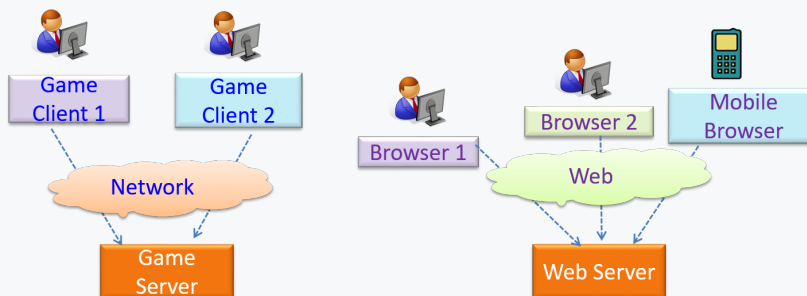 Game
Client 1
Game
Client 2
Network
Game
Server
Browser 1
Browser 2
Mobile
Browser
Web
Web Server